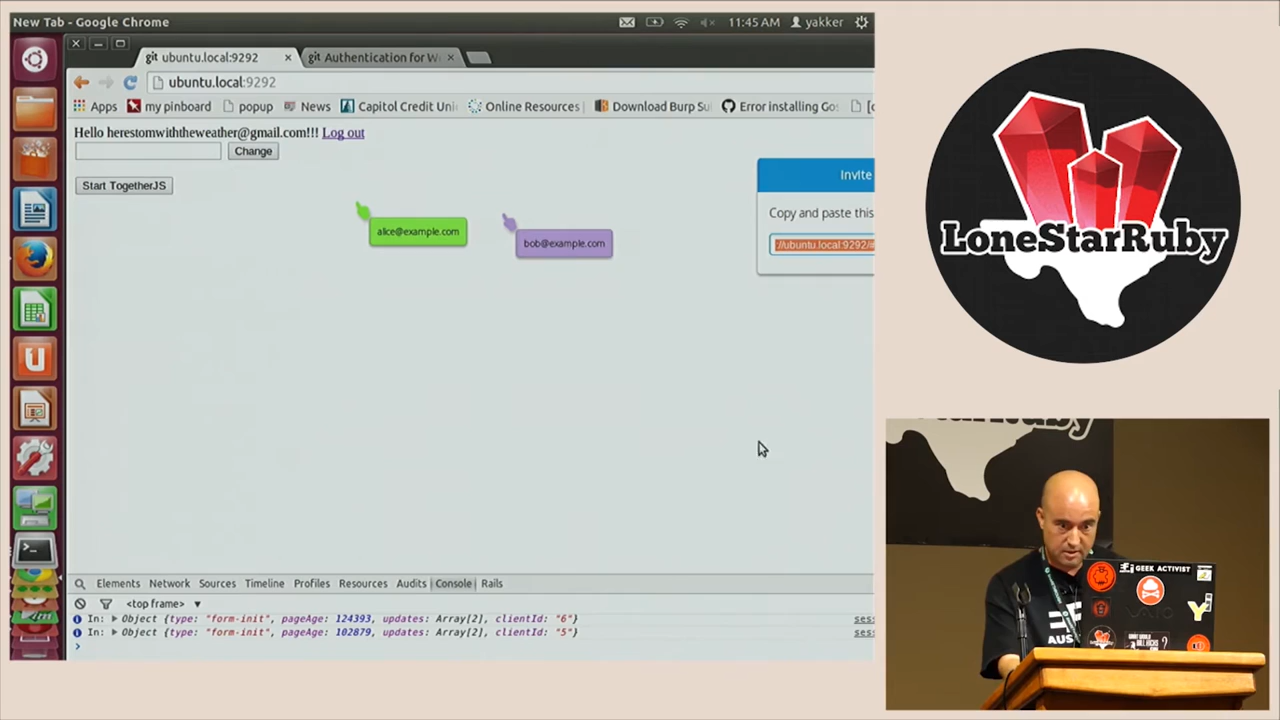 New Tab - Google Chrome
11:45 AM
yakker
git ubuntu.local:9292 ×
git Authentication for W
ubuntu.local:9292
Apps
my pinboard
popup
News
Capitol Credit Uni
Online Resources
Download Burp Su
Error installing Go
Hello herestomwiththeweather@gmail.com!!! Log out
Change
Start TogetherJS
Invite
Copy and paste this
://ubuntu.local:9292/#
alice@example.com
bob@example.com
Elements Network Sources Timeline Profiles Resources Audits Console Rails
<top frame>
In: Object {type: "form-init", pageAge: 124393, updates: Array[2], clientId: "6"}
In: Object {type: "form-init", pageAge: 102879, updates: Array[2], clientId: "5"}
LoneStarRuby
GEEK ACTIVIST
AUS
Y